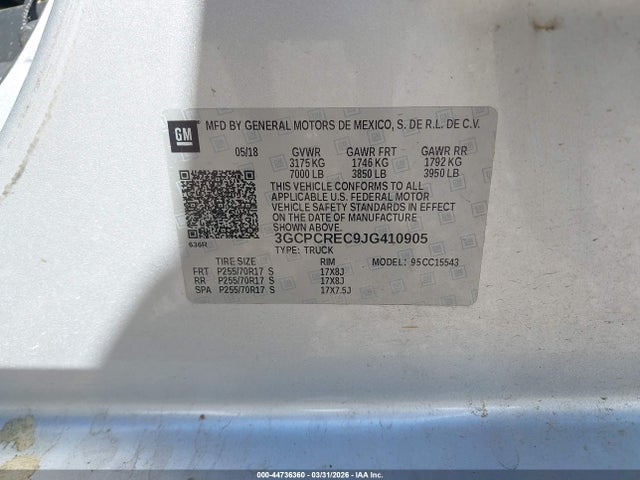 GM
MFD BY GENERAL MOTORS DE MEXICO, S. DE R.L. DE C.V.
05/18 GVWR GAWR FRT GAWR RR
3175 KG 1746 KG 1792 KG
7000 LB 3850 LB 3950 LB
THIS VEHICLE CONFORMS TO ALL
APPLICABLE U.S. FEDERAL MOTOR
VEHICLE SAFETY STANDARDS IN EFFECT
ON THE DATE OF MANUFACTURE
SHOWN ABOVE.
636R 3GCPCREC9JG410905
TYPE: TRUCK
TIRE SIZE RIM MODEL: 95CC15543
FRT P255/70R17 S 17X8J
RR P255/70R17 S 17X8J
SPA P255/70R17 S 17X7.5J
000-44736360 - 03/31/2026 - IAA Inc.